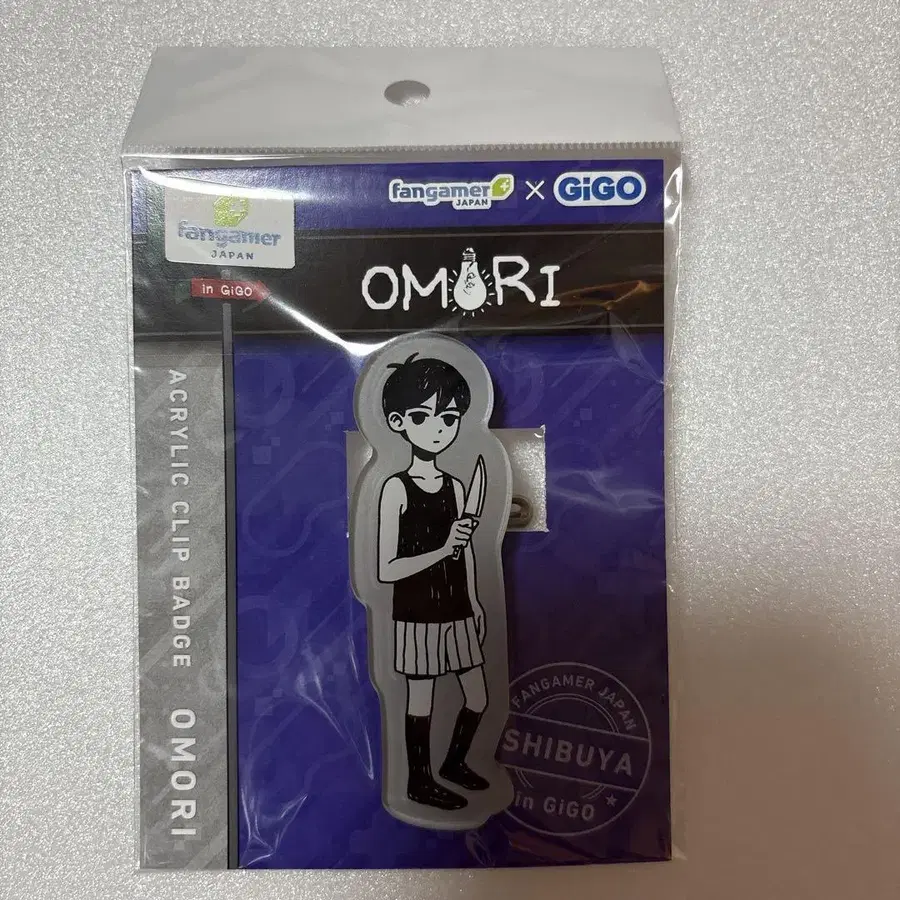 fangamer JAPAN × GiGO
fangamer
JAPAN
in GiGO
OMORI
ACRYLIC CLIP BADGE OMORI
FANGAMER JAPAN
SHIBUYA
in GiGO